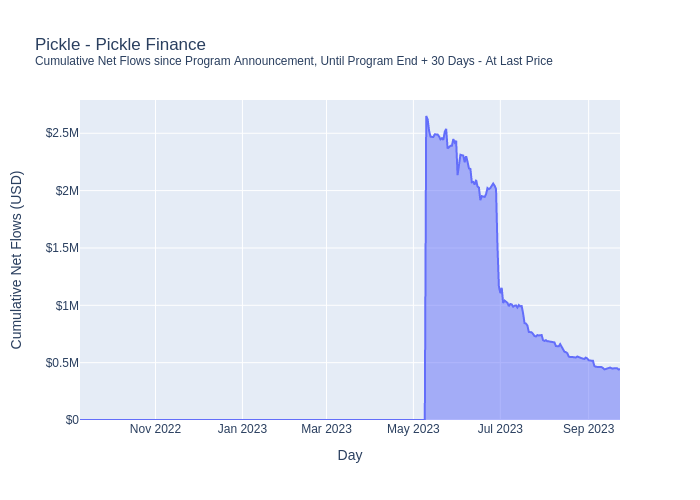 Pickle - Pickle Finance
Cumulative Net Flows since Program Announcement, Until Program End + 30 Days - At Last Price
Cumulative Net Flows (USD)
$2.5M
$2M
$1.5M
$1M
$0.5M
$0
Nov 2022
Jan 2023
Mar 2023
May 2023
Jul 2023
Sep 2023
Day